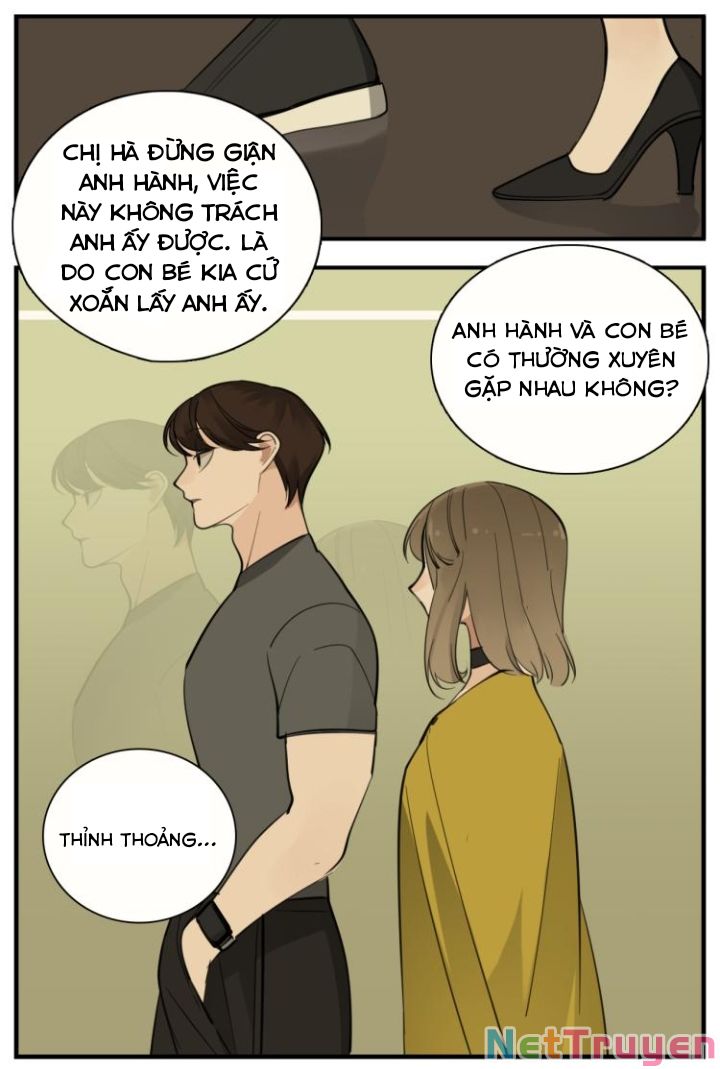 CHỊ HÀ ĐỪNG GIẬN
ANH HÀNH, VIỆC
NÀY KHÔNG TRÁCH
ANH ẤY ĐƯỢC. LÀ
DO CON BÉ KIA CỨ
XOẮN LẤY ANH ẤY.
ANH HÀNH VÀ CON BÉ
CÓ THƯỜNG XUYÊN
GẶP NHAU KHÔNG?
THỈNH THOẢNG...
NetTruyen